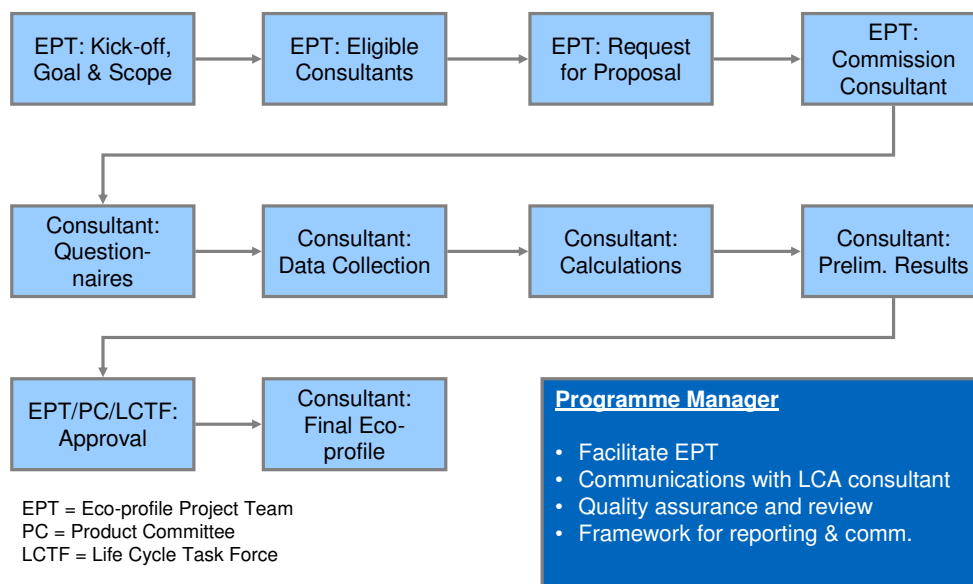 EPT: Kick-off,
Goal & Scope
EPT: Eligible
Consultants
EPT: Request
for Proposal
EPT:
Commission
Consultant
Consultant:
Question-
naires
Consultant:
Data Collection
Consultant:
Calculations
Consultant:
Prelim. Results
EPT/PC/LCTF:
Approval
Consultant:
Final Eco-
profile
Programme Manager
• Facilitate EPT
• Communications with LCA consultant
• Quality assurance and review
• Framework for reporting & comm.
EPT = Eco-profile Project Team
PC = Product Committee
LCTF = Life Cycle Task Force